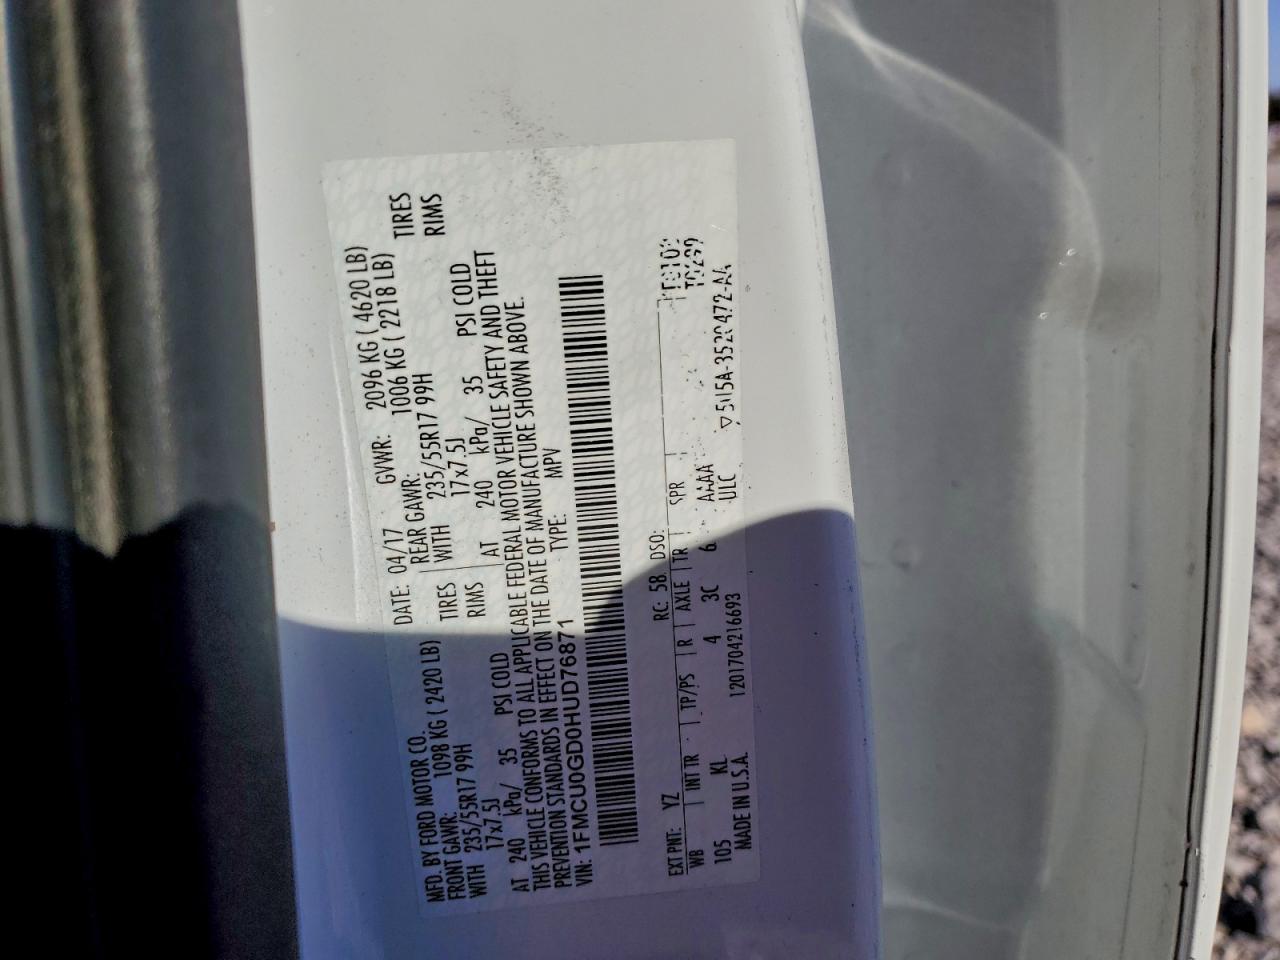 MFD. BY FORD MOTOR CO.
DATE: 04/17 GVWR: 2096 KG ( 4620 LB)
FRONT GAWR: 1098 KG ( 2420 LB) REAR GAWR: 1006 KG ( 2218 LB)
WITH 235/55R17 99H TIRES WITH 235/55R17 99H TIRES
17x7.5J RIMS 17x7.5J RIMS
AT 240 kPa/ 35 PSI COLD AT 240 kPa/ 35 PSI COLD
THIS VEHICLE CONFORMS TO ALL APPLICABLE FEDERAL MOTOR VEHICLE SAFETY AND THEFT
PREVENTION STANDARDS IN EFFECT ON THE DATE OF MANUFACTURE SHOWN ABOVE.
VIN: 1FMCU0GD0HUD76871 TYPE: MPV
EXT PNT: YZ RC: 58 DSO:
WB INT TR TP/PS R AXLE TR SPR
105 KL 4 3C 6 AAAA
MADE IN U.S.A. 1201704216693 ULC